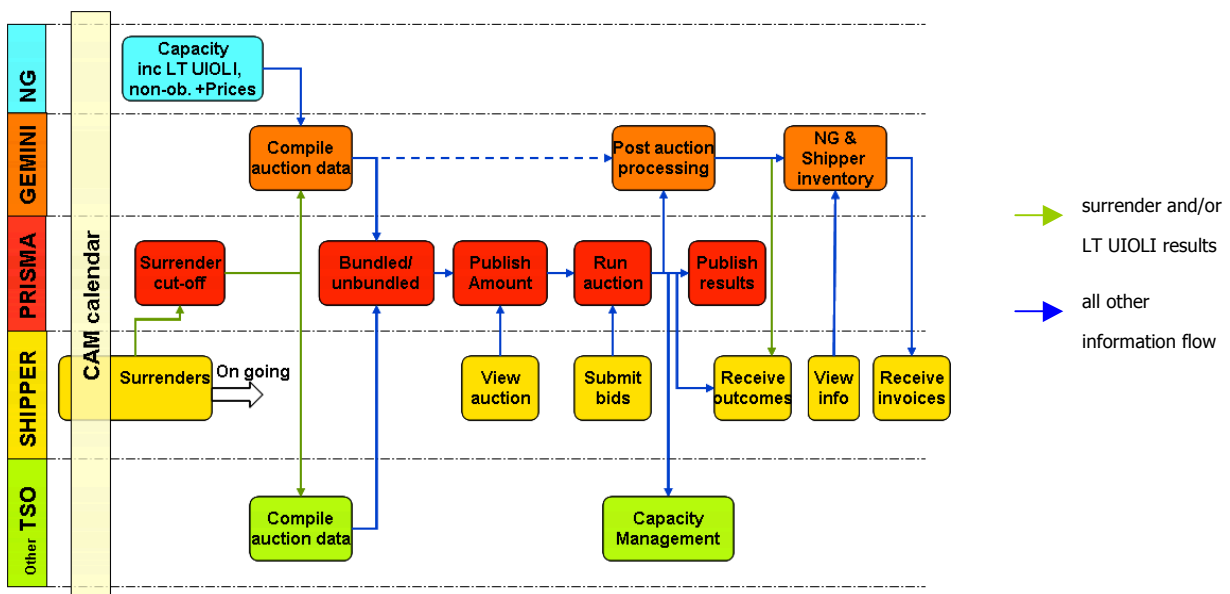 NG
GEMINI
PRISMA
SHIPPER
Other TSO
CAM calendar
Capacity
inc LT UIOLI,
non-ob. +Prices
Compile
auction data
Post auction
processing
NG &
Shipper
inventory
Surrender
cut-off
Bundled/
unbundled
Publish
Amount
Run
auction
Publish
results
Surrenders
On going
View
auction
Submit
bids
Receive
outcomes
View
info
Receive
invoices
Compile
auction data
Capacity
Management
surrender and/or
LT UIOLI results
all other
information flow